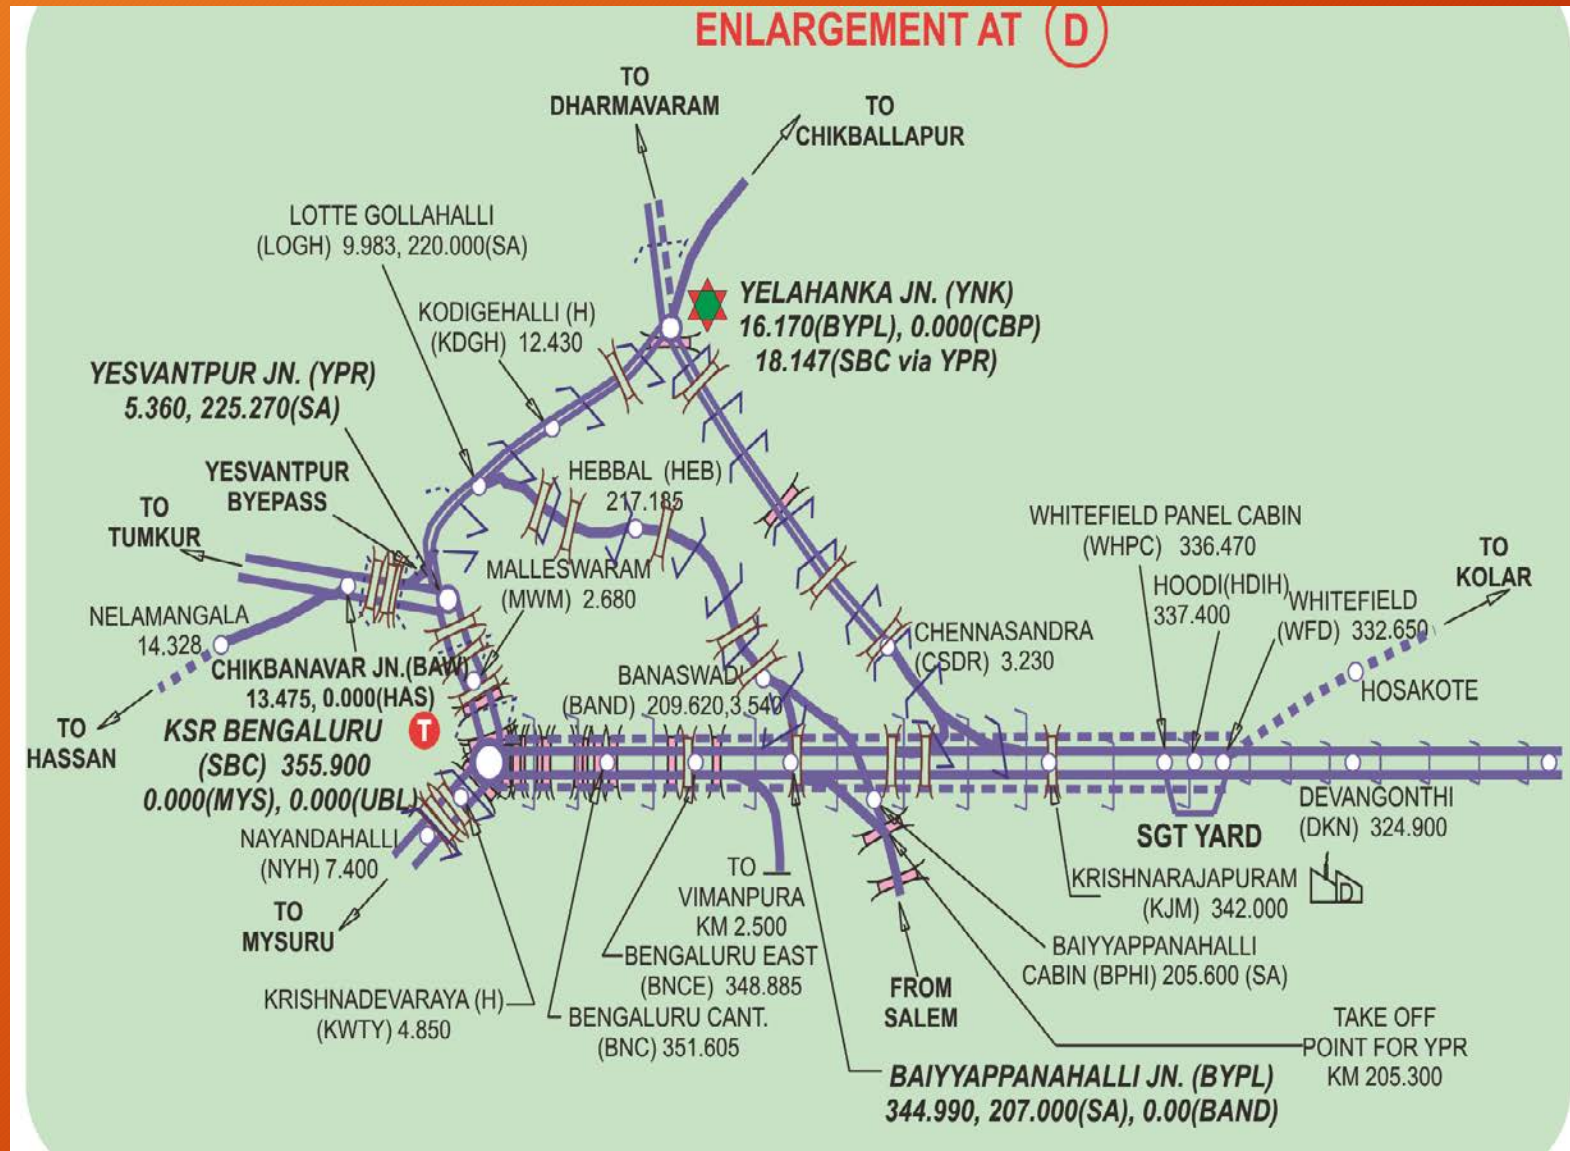 ENLARGEMENT AT D
TO
DHARMAVARAM
TO
CHIKBALLAPUR
LOTTE GOLLAHALLI
(LOGH) 9.983, 220.000(SA)
KODIGEHALLI (H)
(KDGH) 12.430
YELAHANKA JN. (YNK)
16.170(BYPL), 0.000(CBP)
18.147(SBC via YPR)
YESVANTPUR JN. (YPR)
5.360, 225.270(SA)
YESVANTPUR
BYEPASS
HEBBAL (HEB)
217.185
TO
TUMKUR
MALLESWARAM
(MWM) 2.680
WHITEFIELD PANEL CABIN
(WHPC) 336.470
HOODI(HDIH)
337.400
WHITEFIELD
(WFD) 332.650
TO
KOLAR
NELAMANGALA
14.328
CHENNASANDRA
(CSDR) 3.230
CHIKBANAVAR JN.(BAW)
13.475, 0.000(HAS)
BANASWADI
(BAND) 209.620,3.540
HOSAKOTE
TO
HASSAN
T
KSR BENGALURU
(SBC) 355.900
0.000(MYS), 0.000(UBL)
NAYANDAHALLI
(NYH) 7.400
TO
MYSURU
DEVANGONTHI
(DKN) 324.900
SGT YARD
D
KRISHNARAJAPURAM
(KJM) 342.000
TO
VIMANPURA
KM 2.500
BENGALURU EAST
(BNCE) 348.885
BAIYYAPPANAHALLI
CABIN (BPHI) 205.600 (SA)
KRISHNADEVARAYA (H)
(KWTY) 4.850
BENGALURU CANT.
(BNC) 351.605
FROM
SALEM
TAKE OFF
POINT FOR YPR
KM 205.300
BAIYYAPPANAHALLI JN. (BYPL)
344.990, 207.000(SA), 0.00(BAND)